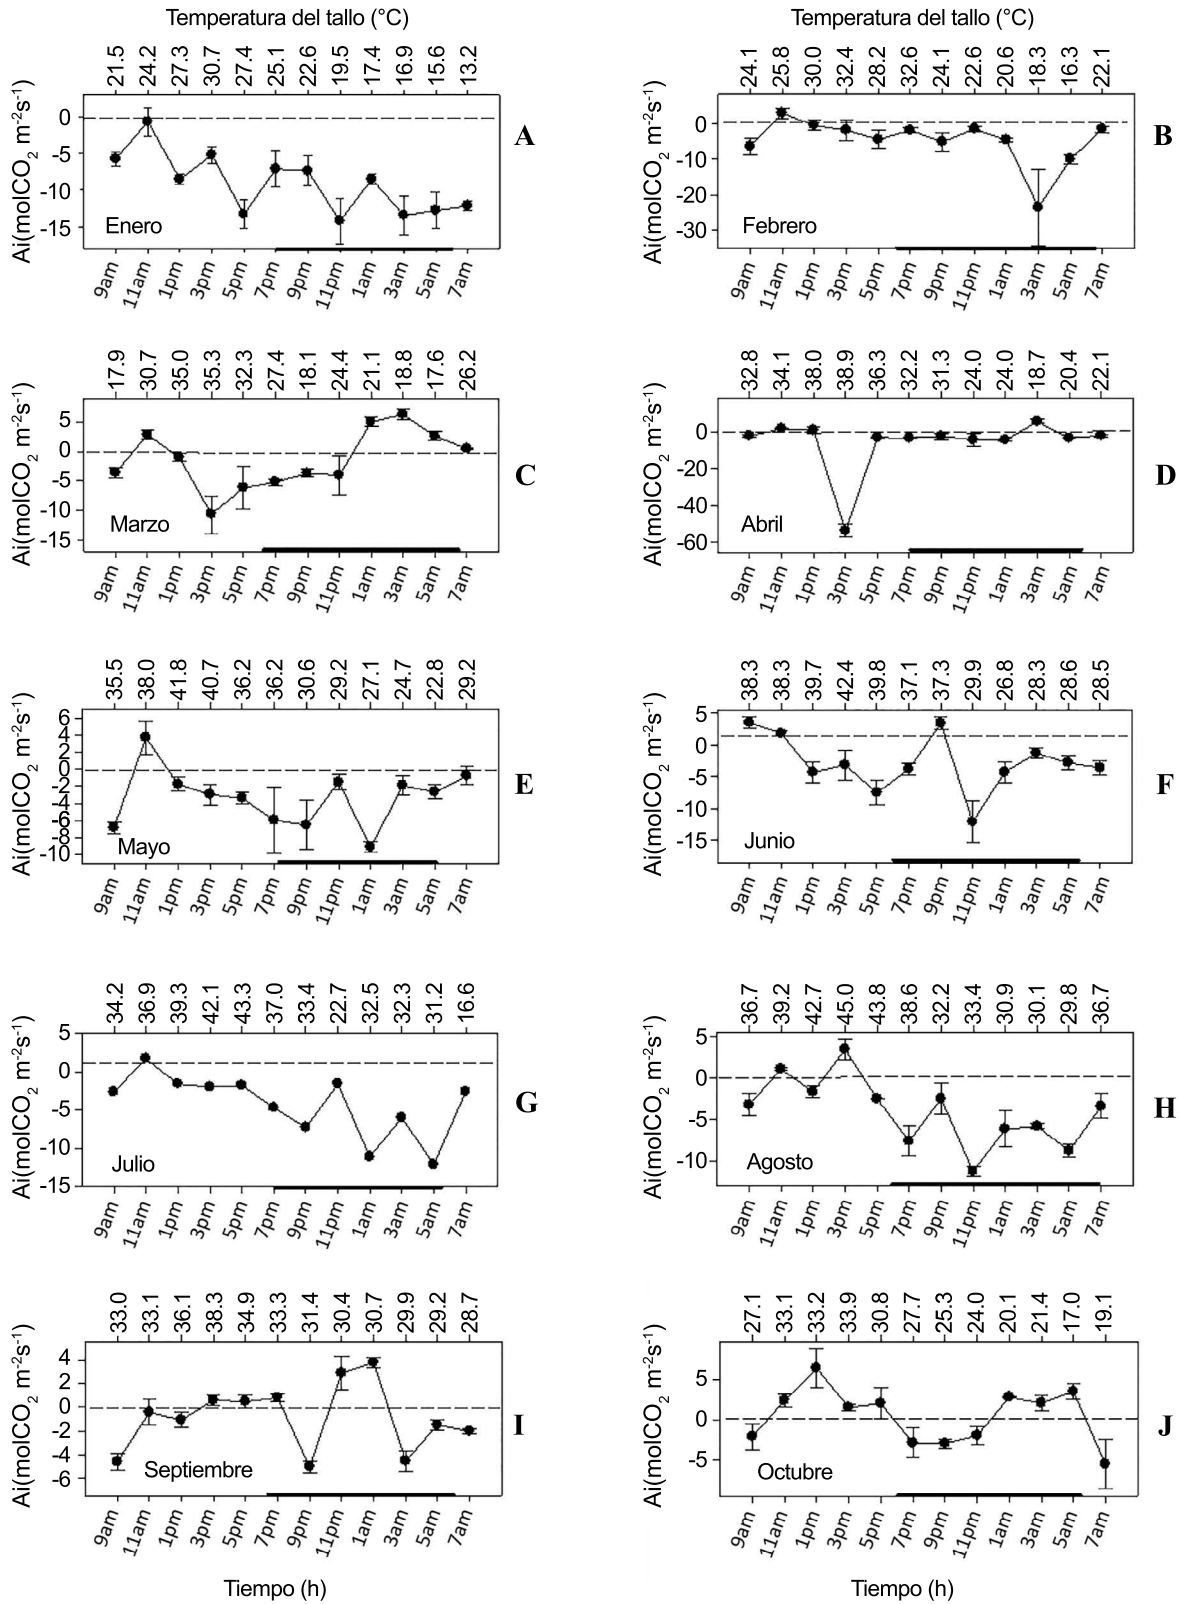 Temperatura del tallo (°C)
21.5 24.2 27.3 30.7 27.4 25.1 22.6 19.5 17.4 16.9 15.6 13.2
Ai(molCO2 m-2s-1)
0
-5
-10
-15
Enero
A
9am 11am 1pm 3pm 5pm 7pm 9pm 11pm 1am 3am 5am 7am
Temperatura del tallo (°C)
24.1 25.8 30.0 32.4 28.2 32.6 24.1 22.6 20.6 18.3 16.3 22.1
Ai(molCO2 m-2s-1)
0
-10
-20
-30
Febrero
B
9am 11am 1pm 3pm 5pm 7pm 9pm 11pm 1am 3am 5am 7am
17.9 30.7 35.0 35.3 32.3 27.4 18.1 24.4 21.1 18.8 17.6 26.2
Ai(molCO2 m-2s-1)
5
0
-5
-10
-15
Marzo
C
9am 11am 1pm 3pm 5pm 7pm 9pm 11pm 1am 3am 5am 7am
32.8 34.1 38.0 38.9 36.3 32.2 31.3 24.0 24.0 18.7 20.4 22.1
Ai(molCO2 m-2s-1)
0
-20
-40
-60
Abril
D
9am 11am 1pm 3pm 5pm 7pm 9pm 11pm 1am 3am 5am 7am
35.5 38.0 41.8 40.7 36.2 36.2 30.6 29.2 27.1 24.7 22.8 29.2
Ai(molCO2 m-2s-1)
6
4
2
0
-2
-4
-6
-8
-10
Mayo
E
9am 11am 1pm 3pm 5pm 7pm 9pm 11pm 1am 3am 5am 7am
38.3 38.3 39.7 42.4 39.8 37.1 37.3 29.9 26.8 28.3 28.6 28.5
Ai(molCO2 m-2s-1)
5
0
-5
-10
-15
Junio
F
9am 11am 1pm 3pm 5pm 7pm 9pm 11pm 1am 3am 5am 7am
34.2 36.9 39.3 42.1 43.3 37.0 33.4 22.7 32.5 32.3 31.2 16.6
Ai(molCO2 m-2s-1)
5
0
-5
-10
-15
Julio
G
9am 11am 1pm 3pm 5pm 7pm 9pm 11pm 1am 3am 5am 7am
36.7 39.2 42.7 45.0 43.8 38.6 32.2 33.4 30.9 30.1 29.8 36.7
Ai(molCO2 m-2s-1)
5
0
-5
-10
Agosto
H
9am 11am 1pm 3pm 5pm 7pm 9pm 11pm 1am 3am 5am 7am
33.0 33.1 36.1 38.3 34.9 33.3 31.4 30.4 30.7 29.9 29.2 28.7
Ai(molCO2 m-2s-1)
4
2
0
-2
-4
-6
Septiembre
I
9am 11am 1pm 3pm 5pm 7pm 9pm 11pm 1am 3am 5am 7am
Tiempo (h)
27.1 33.1 33.2 33.9 30.8 27.7 25.3 24.0 20.1 21.4 17.0 19.1
Ai(molCO2 m-2s-1)
5
0
-5
Octubre
J
9am 11am 1pm 3pm 5pm 7pm 9pm 11pm 1am 3am 5am 7am
Tiempo (h)